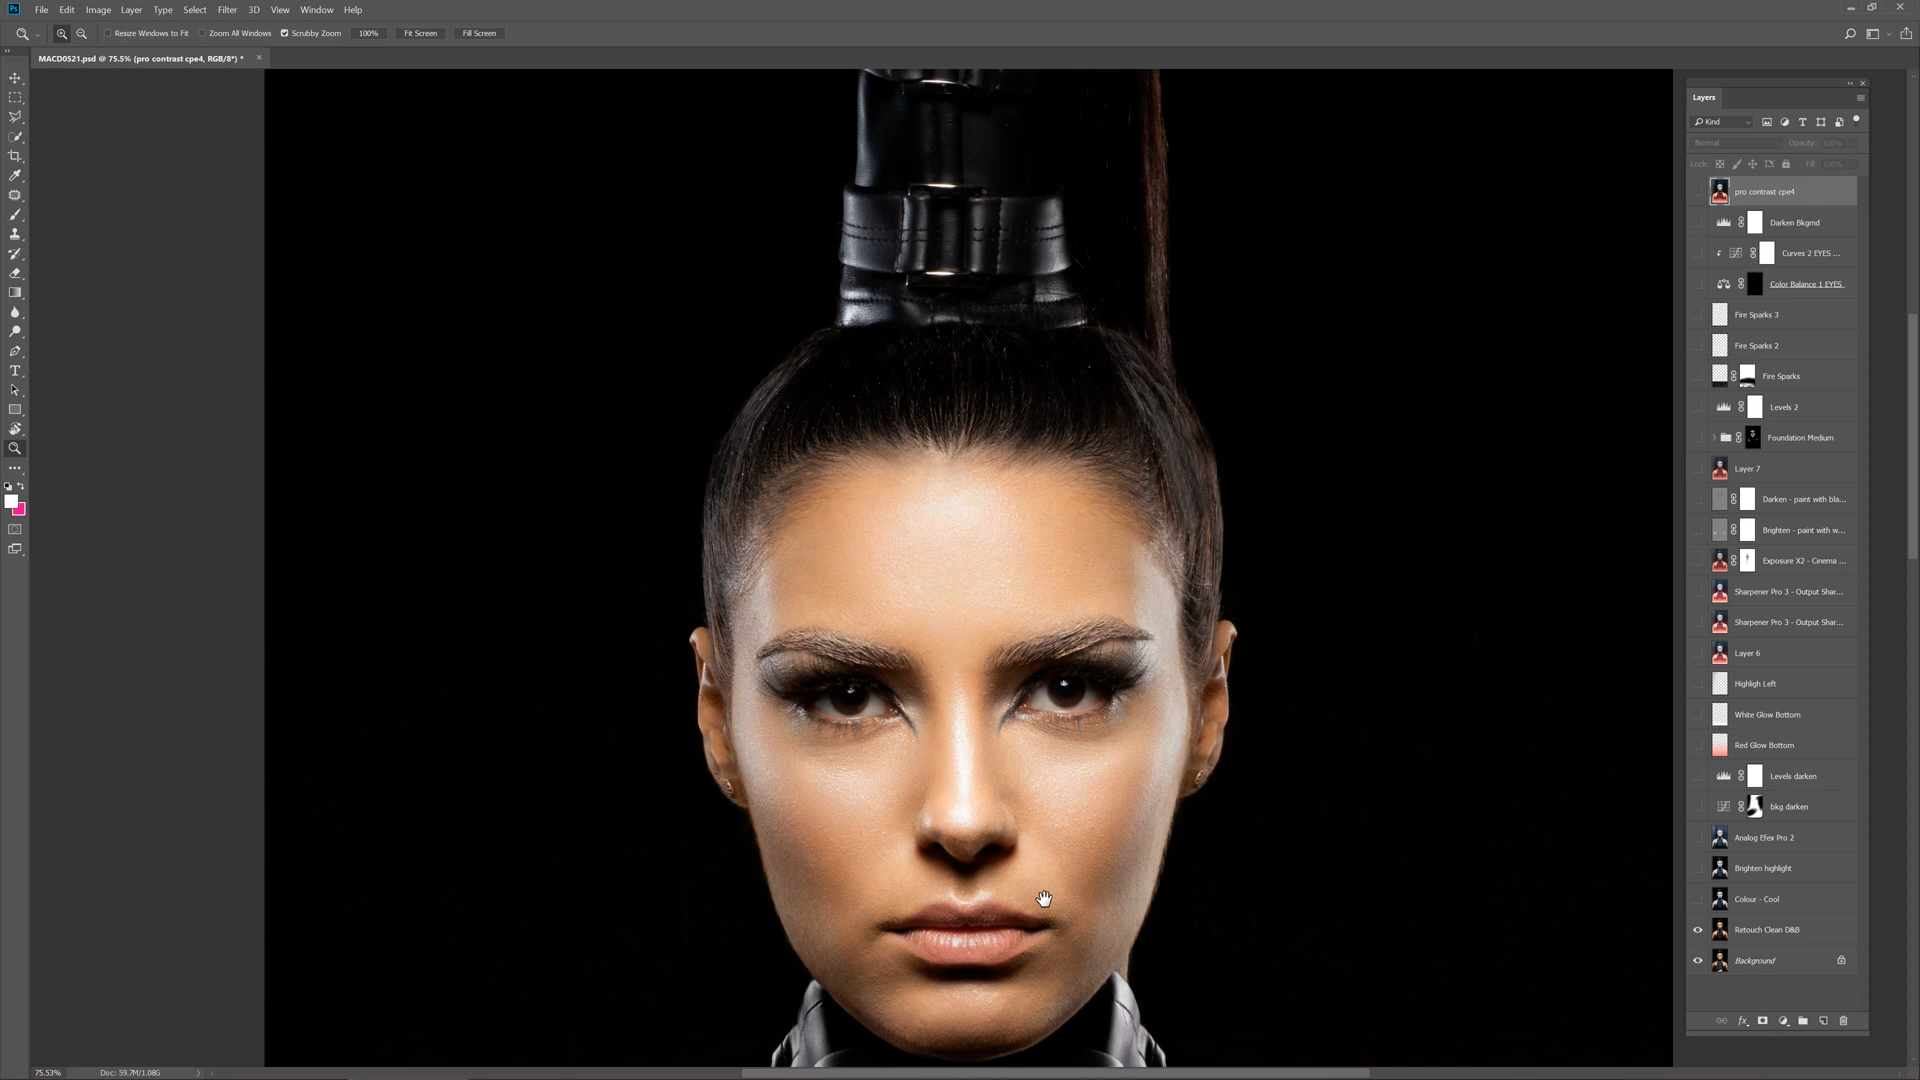 Ps File Edit Image Layer Type Select Filter 3D View Window Help
Resize Windows to Fit Zoom All Windows Scrubby Zoom 100% Fit Screen Fill Screen
MACD0521.psd @ 75.5% (pro contrast cpe4, RGB/8*) *
Layers
Kind
Normal Opacity: 100%
Lock: Fill: 100%
pro contrast cpe4
Darken Bkgrnd
Curves 2 EYES ...
Color Balance 1 EYES
Fire Sparks 3
Fire Sparks 2
Fire Sparks
Levels 2
Foundation Medium
Layer 7
Darken - paint with bla...
Brighten - paint with w...
Exposure X2 - Cinema ...
Sharpener Pro 3 - Output Shar...
Sharpener Pro 3 - Output Shar...
Layer 6
Highligh Left
White Glow Bottom
Red Glow Bottom
Levels darken
bkg darken
Analog Efex Pro 2
Brighten highlight
Colour - Cool
Retouch Clean D&B
Background
fx
75.53% Doc: 59.7M/1.08G